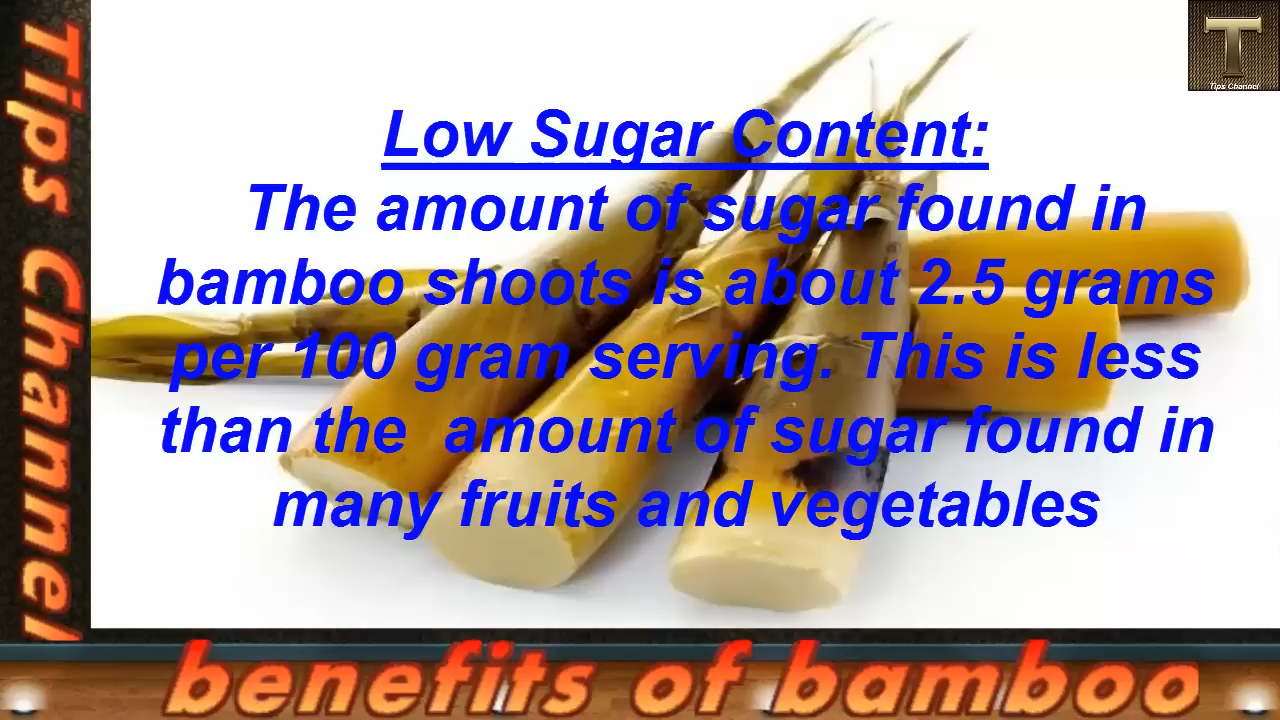 Tips Channel
T
Tips Channel
Low Sugar Content:
The amount of sugar found in
bamboo shoots is about 2.5 grams
per 100 gram serving. This is less
than the amount of sugar found in
many fruits and vegetables
benefits of bamboo